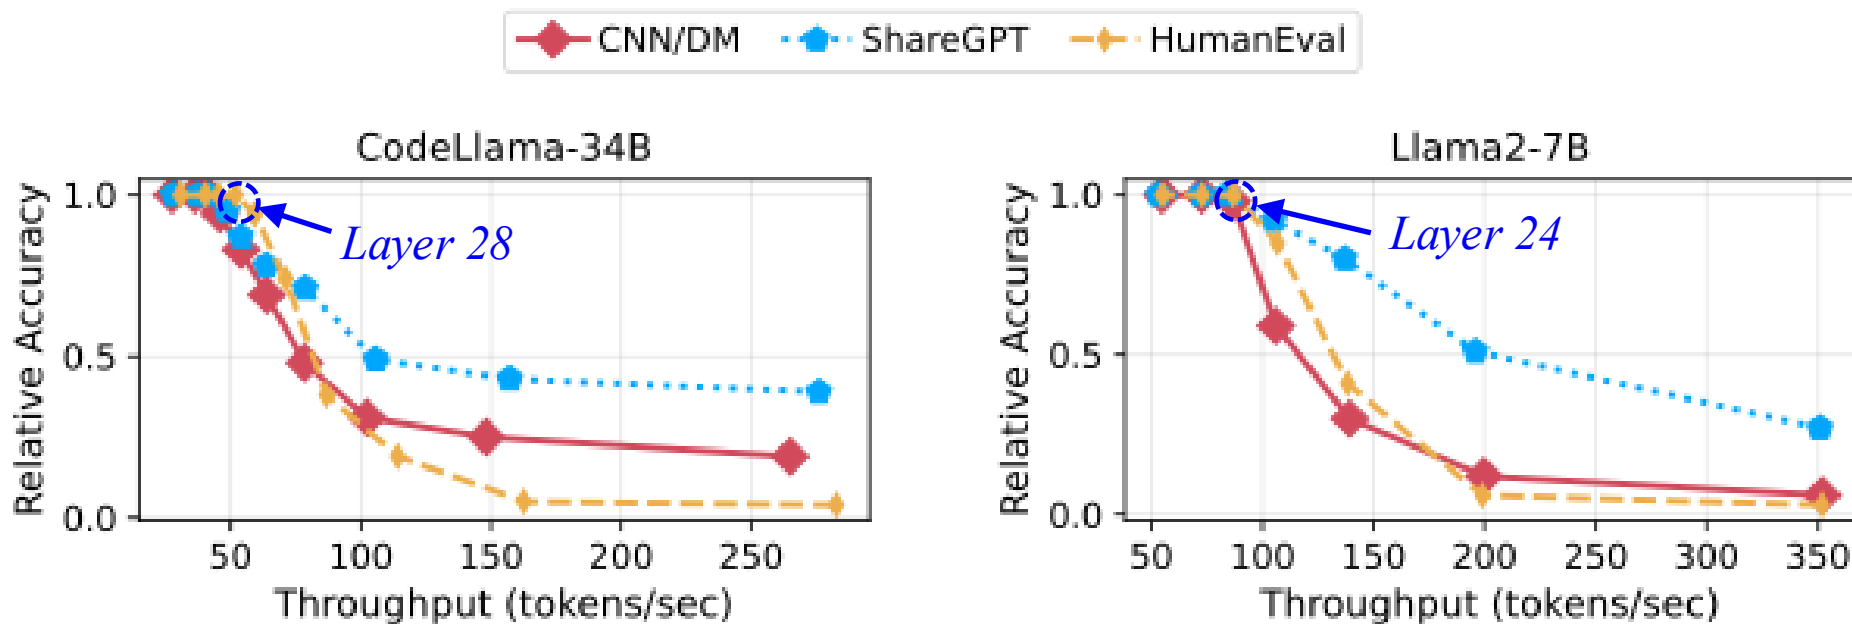 CNN/DM ShareGPT HumanEval
CodeLlama-34B
Relative Accuracy
1.0
0.5
0.0
Layer 28
50 100 150 200 250
Throughput (tokens/sec)
Llama2-7B
Relative Accuracy
1.0
0.5
0.0
Layer 24
50 100 150 200 250 300 350
Throughput (tokens/sec)